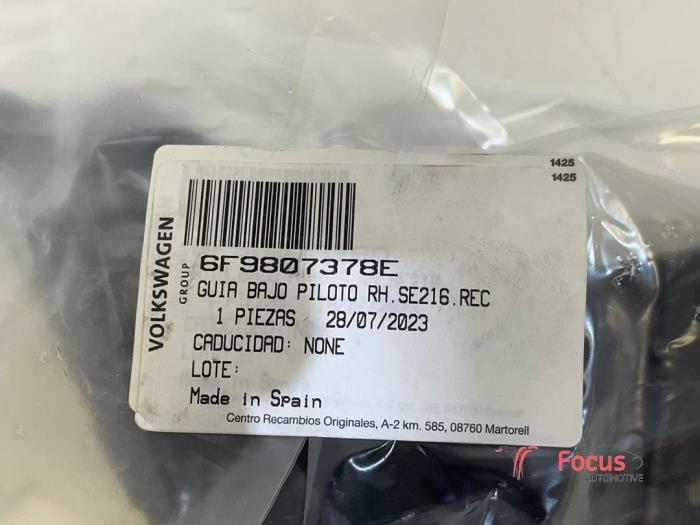 1425
1425
VOLKSWAGEN
GROUP
6F9807378E
GUIA BAJO PILOTO RH.SE216.REC
1 PIEZAS 28/07/2023
CADUCIDAD: NONE
LOTE:
Made in Spain
Centro Recambios Originales, A-2 km. 585, 08760 Martorell
Focus
AUTOMOTIVE